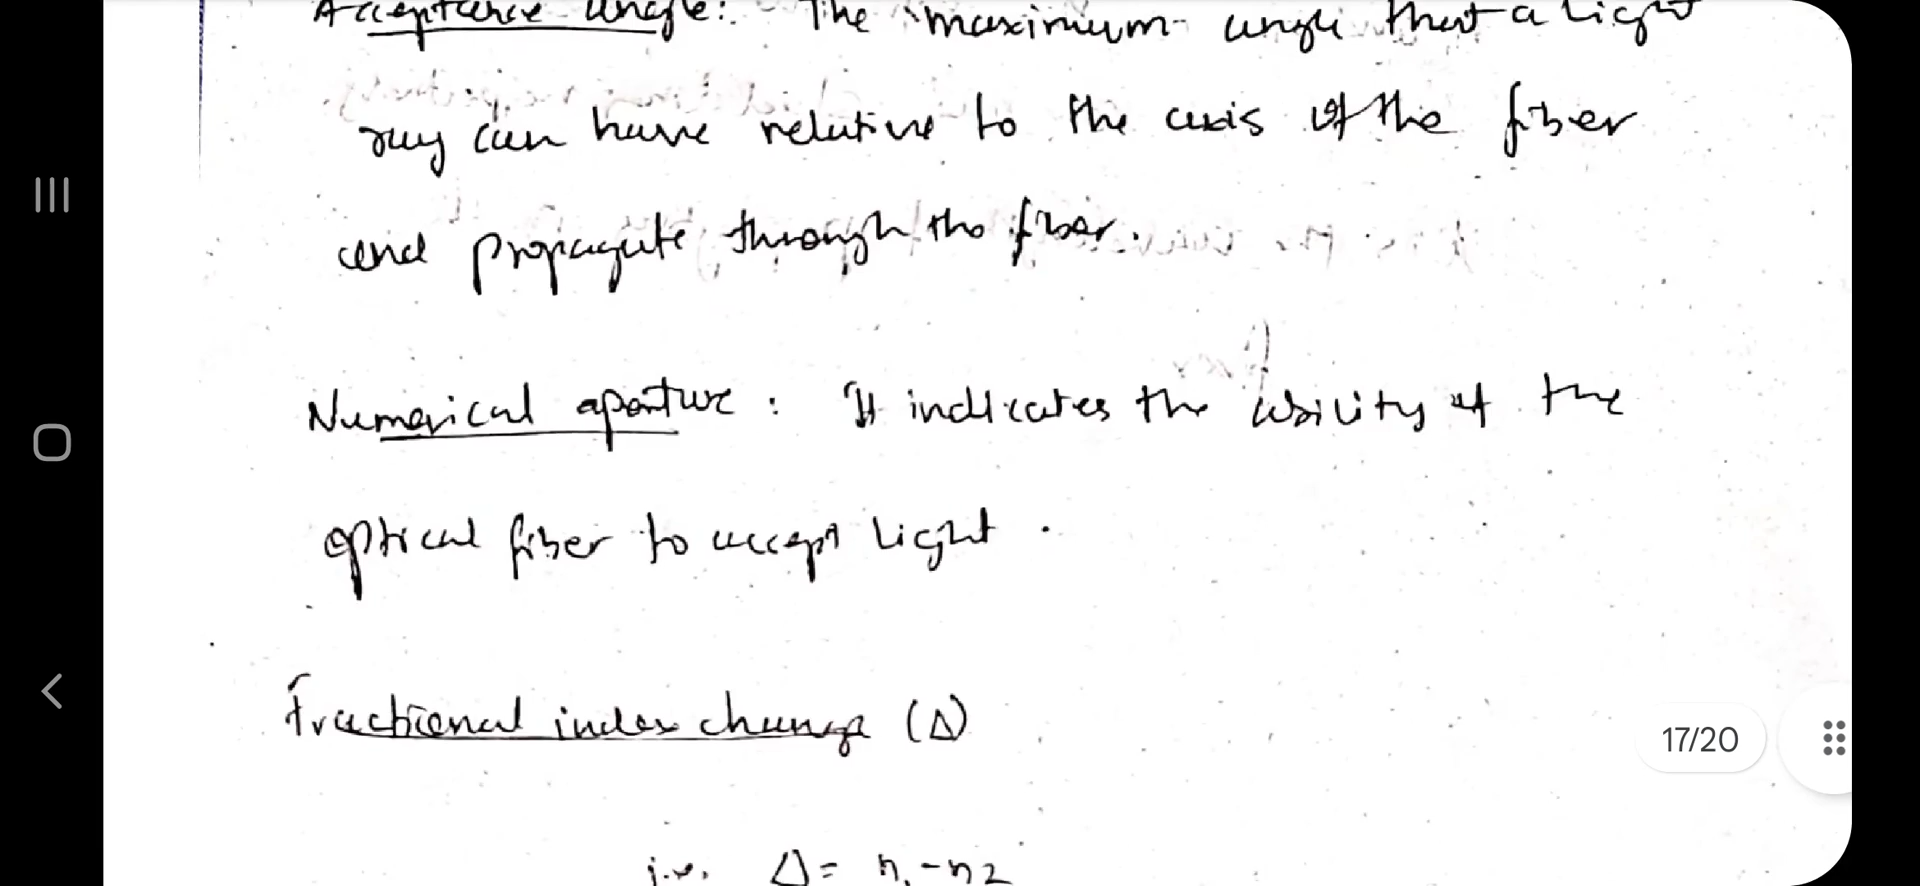 Acceptance angle: The maximum angle that a light
ray can have relative to the axis of the fiber
and propagate through the fiber.
Numerical aperture : It indicates the ability of the
optical fiber to accept light .
Fractional index change (Δ)
17/20
i.e. Δ = n1 - n2